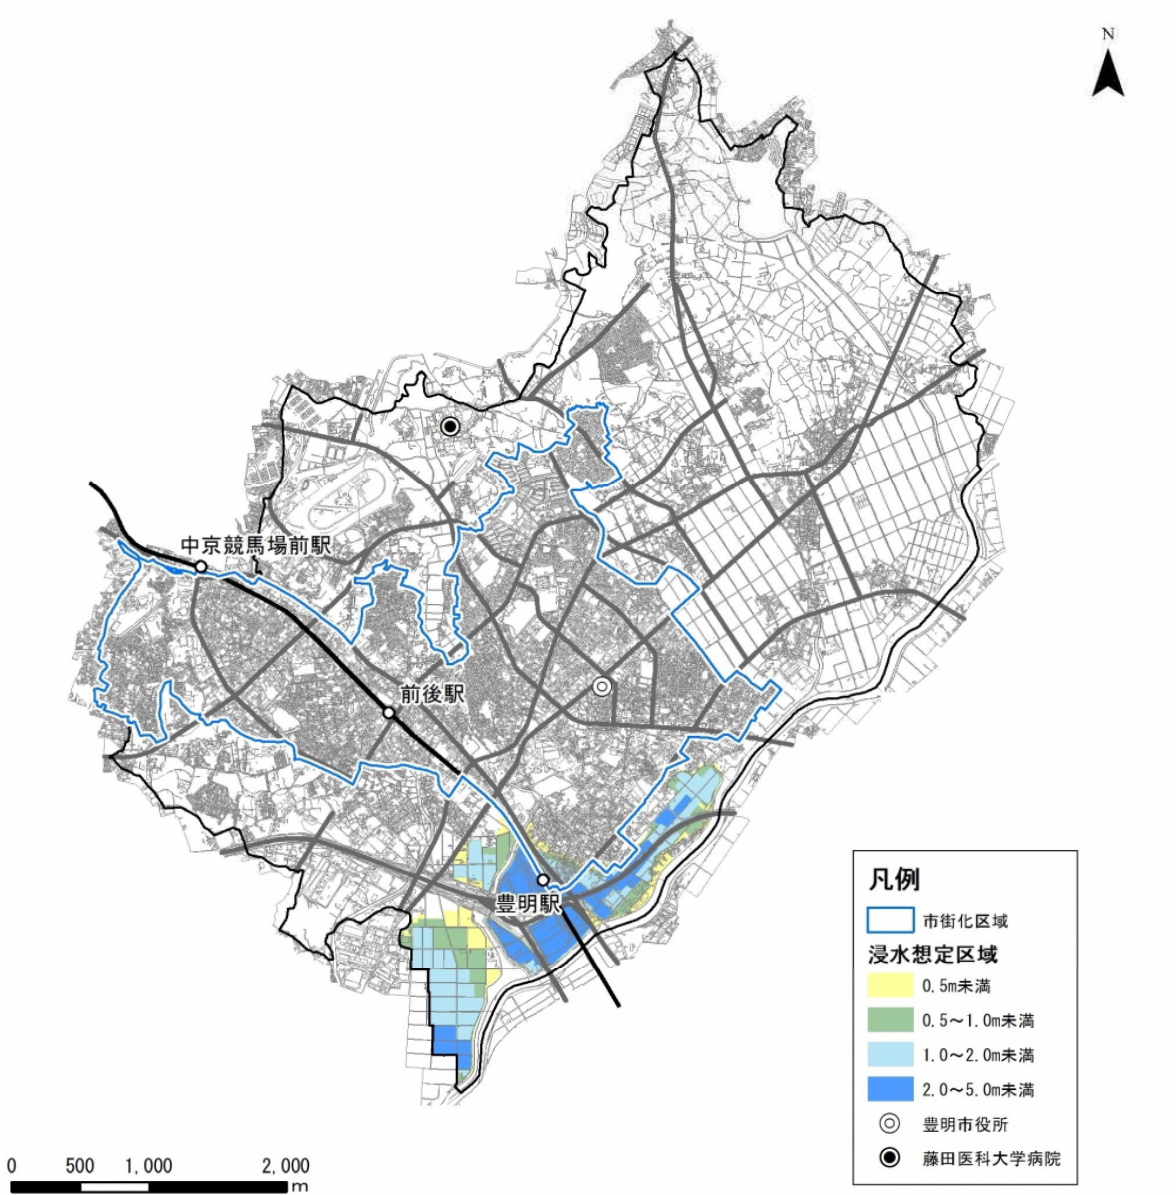 N
中京競馬場前駅
前後駅
豊明駅
凡例
市街化区域
浸水想定区域
0.5m未満
0.5～1.0m未満
1.0～2.0m未満
2.0～5.0m未満
豊明市役所
藤田医科大学病院
0 500 1,000 2,000
m